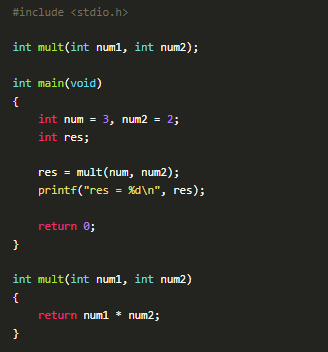 #include <stdio.h>
int mult(int num1, int num2);
int main(void)
{
int num = 3, num2 = 2;
int res;
res = mult(num, num2);
printf("res = %d\n", res);
return 0;
}
int mult(int num1, int num2)
{
return num1 * num2;
}